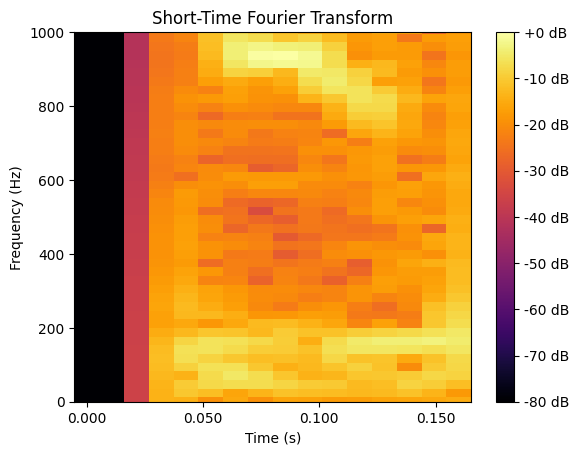 Short-Time Fourier Transform
1000
800
600
400
200
0
Frequency (Hz)
0.000
0.050
0.100
0.150
Time (s)
+0 dB
-10 dB
-20 dB
-30 dB
-40 dB
-50 dB
-60 dB
-70 dB
-80 dB